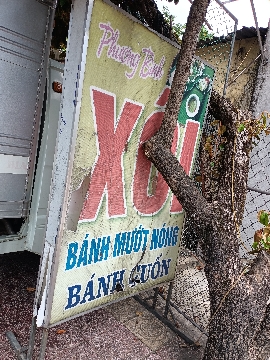 Phương Bình
XÔI
BÁNH MƯỚT NÓNG
BÁNH CUỐN